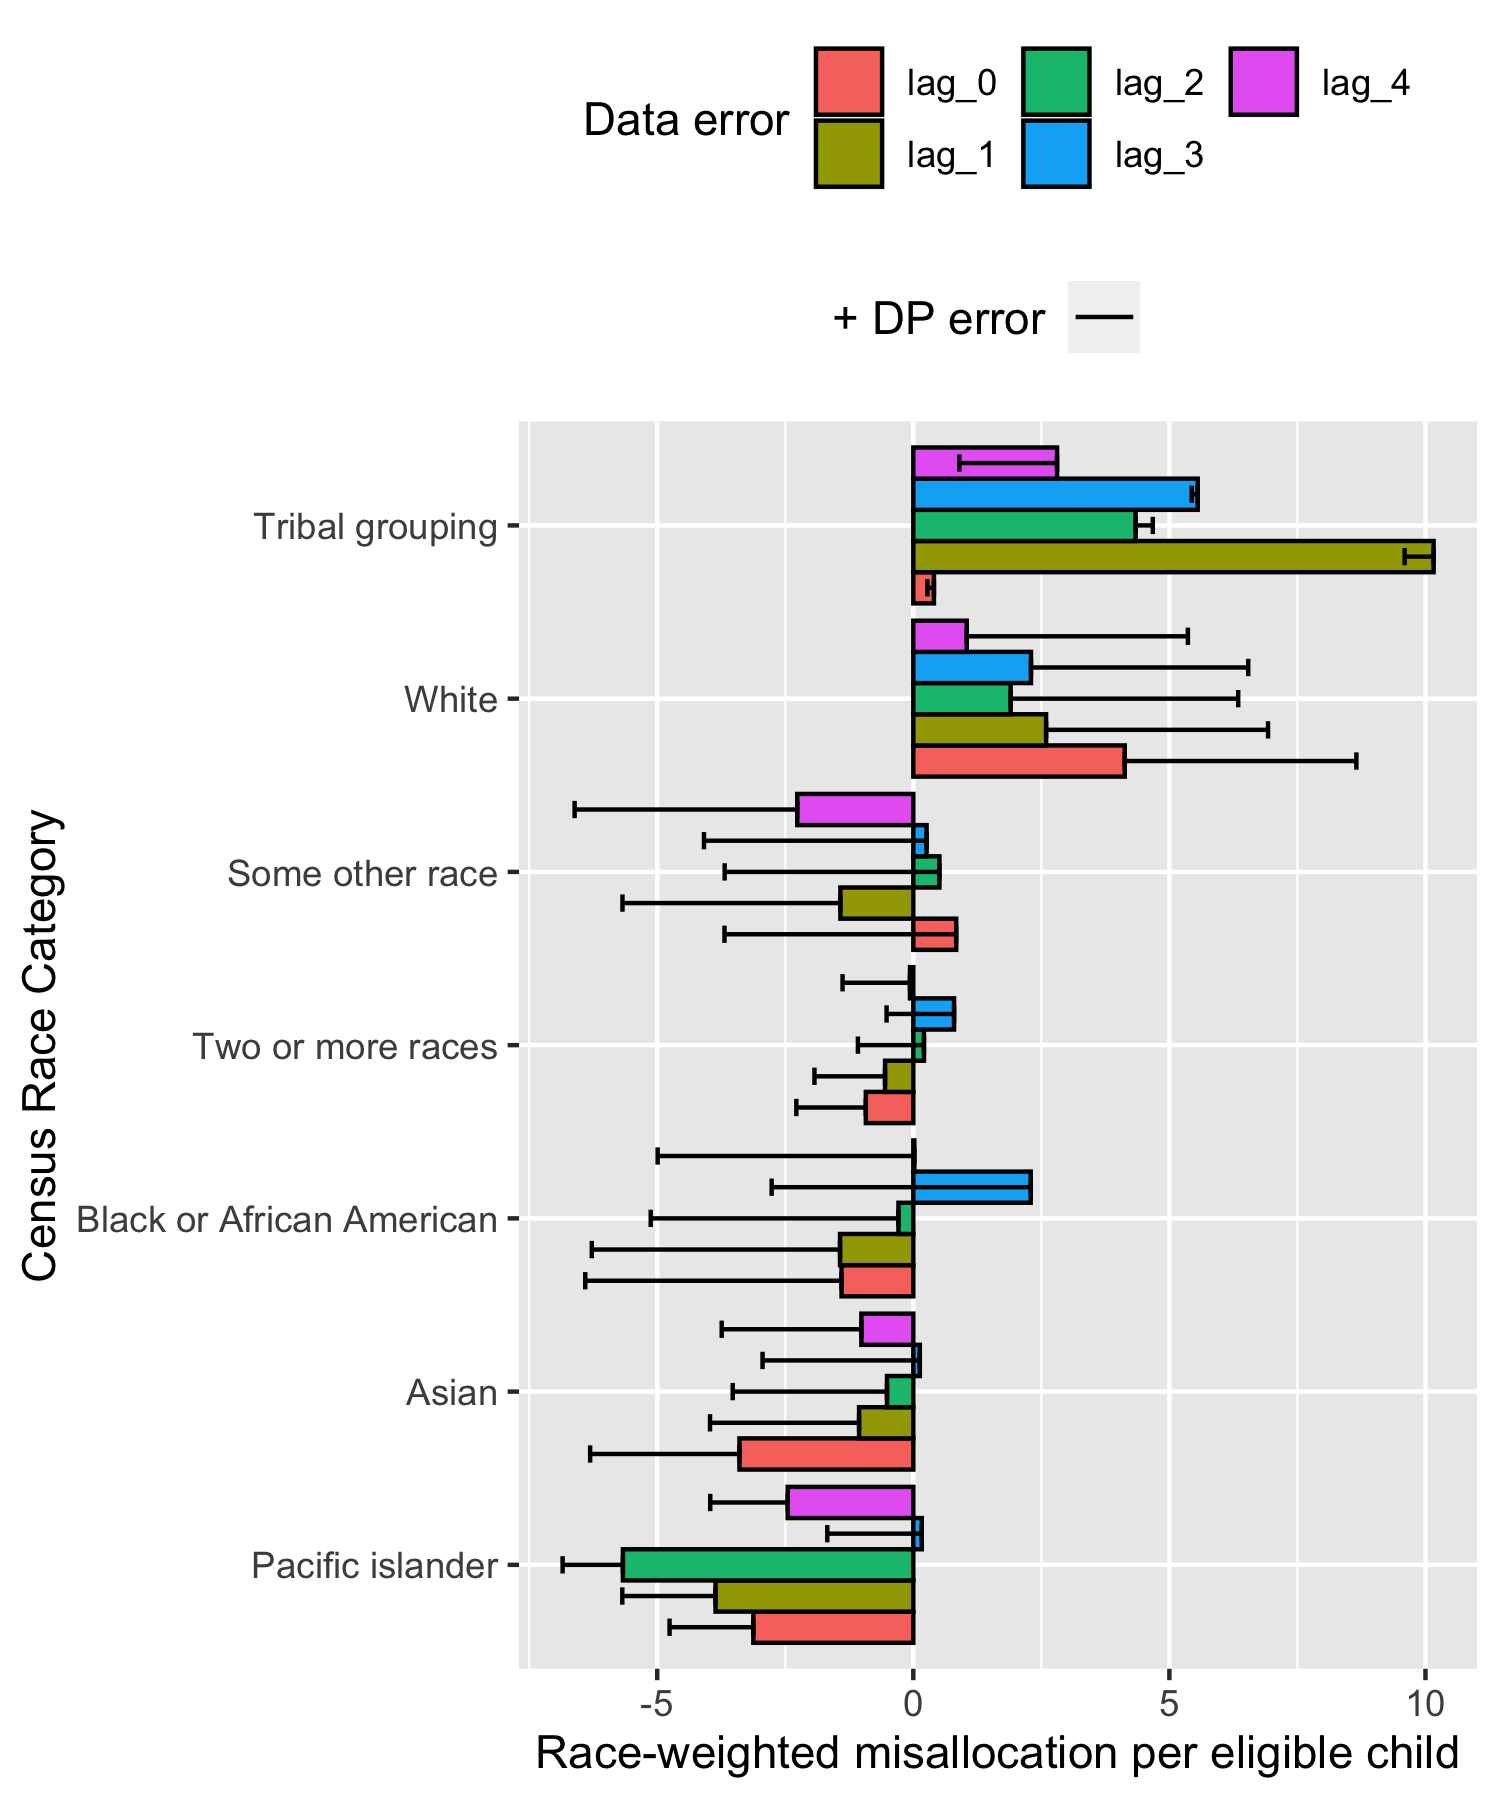 Data error
lag_0
lag_2
lag_4
lag_1
lag_3
+ DP error
Census Race Category
Tribal grouping
White
Some other race
Two or more races
Black or African American
Asian
Pacific islander
-5 0 5 10
Race-weighted misallocation per eligible child